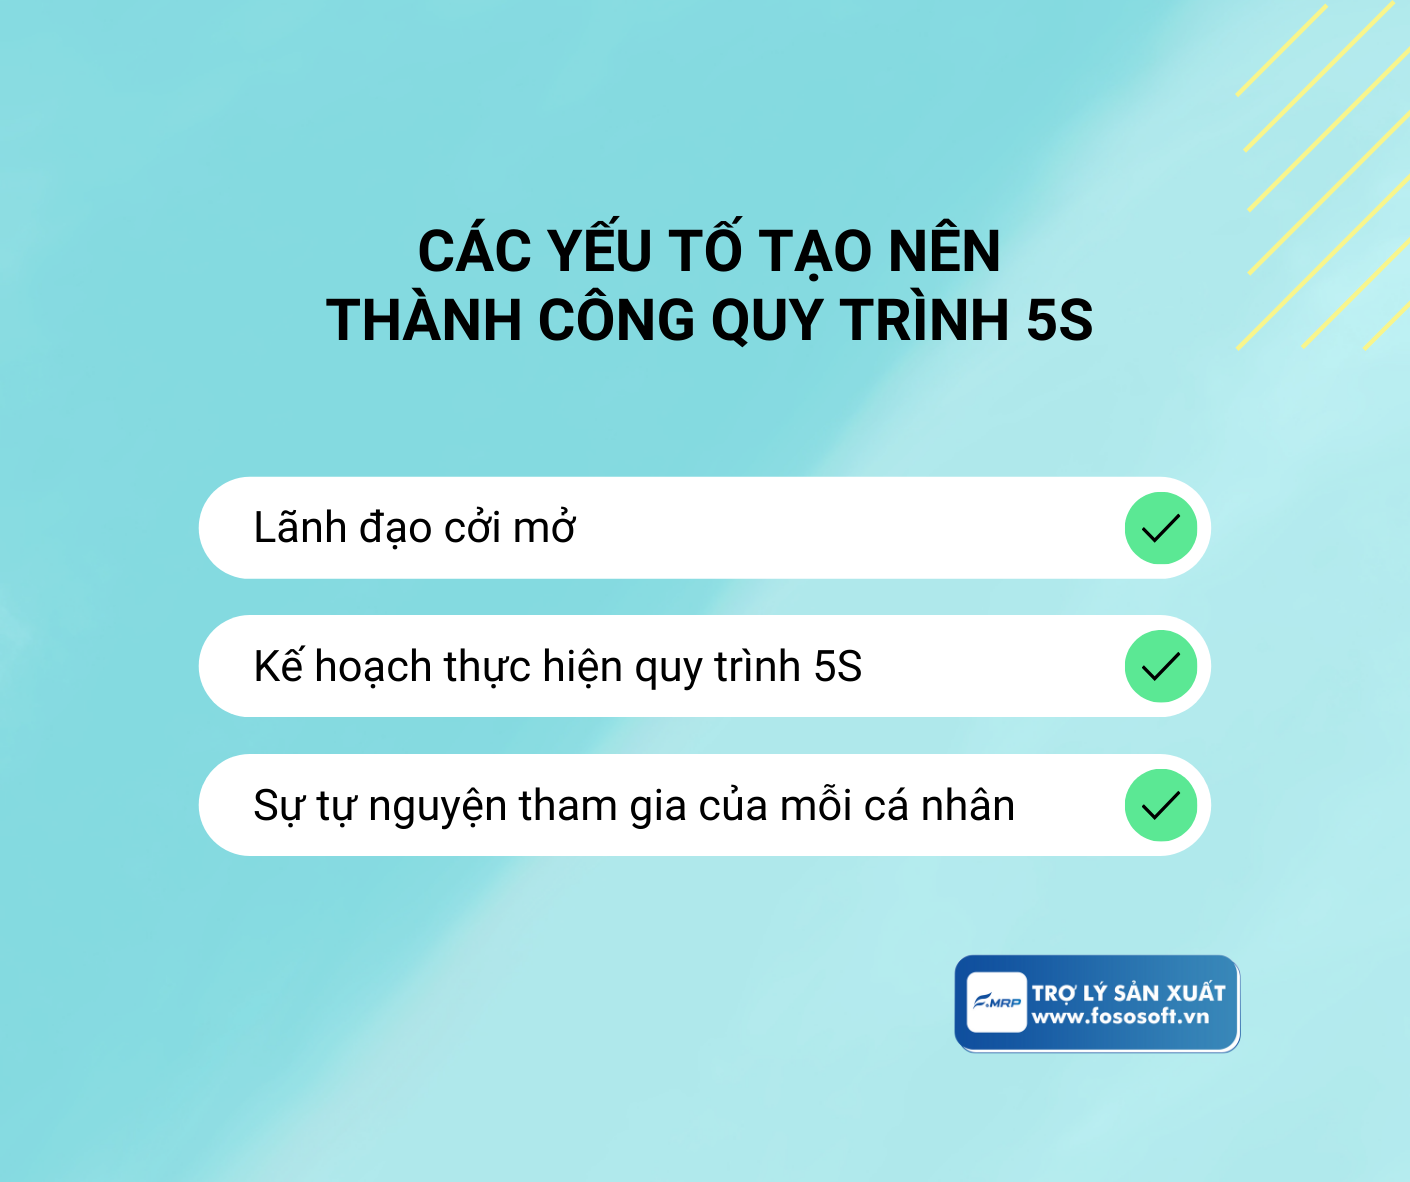 CÁC YẾU TỐ TẠO NÊN
THÀNH CÔNG QUY TRÌNH 5S
Lãnh đạo cởi mở
Kế hoạch thực hiện quy trình 5S
Sự tự nguyện tham gia của mỗi cá nhân
F.MRP
TRỢ LÝ SẢN XUẤT
www.fososoft.vn